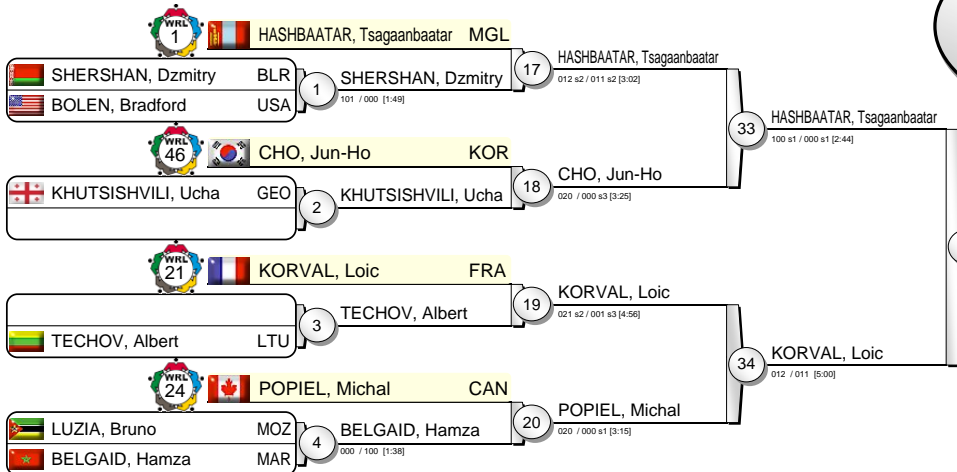 WRL 1 HASHBAATAR, Tsagaanbaatar MGL
SHERSHAN, Dzmitry BLR
BOLEN, Bradford USA
1 SHERSHAN, Dzmitry
101 / 000 [1:49]
17 HASHBAATAR, Tsagaanbaatar
012 s2 / 011 s2 [3:02]
WRL 46 CHO, Jun-Ho KOR
KHUTSISHVILI, Ucha GEO
2 KHUTSISHVILI, Ucha
18 CHO, Jun-Ho
020 / 000 s3 [3:25]
33 HASHBAATAR, Tsagaanbaatar
100 s1 / 000 s1 [2:44]
WRL 21 KORVAL, Loic FRA
3 TECHOV, Albert
TECHOV, Albert LTU
19 KORVAL, Loic
021 s2 / 001 s3 [4:56]
WRL 24 POPIEL, Michal CAN
LUZIA, Bruno MOZ
BELGAID, Hamza MAR
4 BELGAID, Hamza
000 / 100 [1:38]
20 POPIEL, Michal
020 / 000 s1 [3:15]
34 KORVAL, Loic
012 / 011 [5:00]